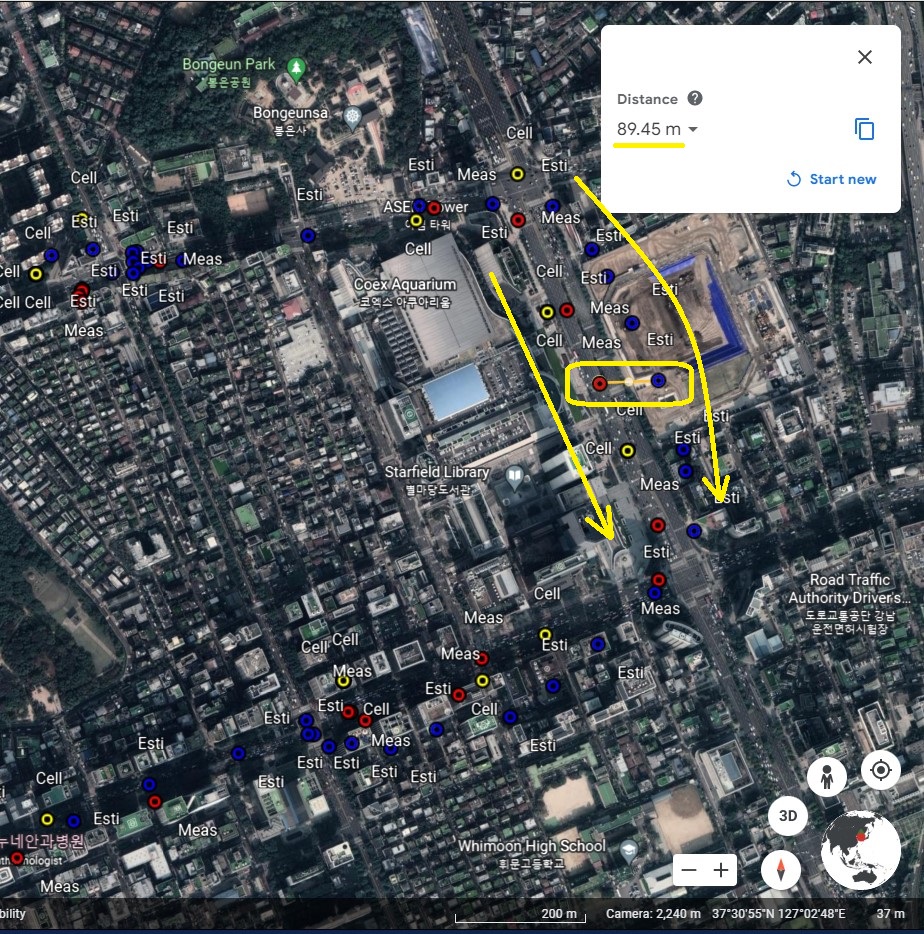 Distance
89.45 m
Start new
Bongeun Park
봉은공원
Bongeunsa
봉은사
Cell
Esti
Meas
Esti
Cell
Esti
Esti
Esti
Esti
Cell
Meas
Esti
Esti
Meas
Esti
Esti
Cell
Cell
Cell
Esti
Esti
Esti
Meas
Coex Aquarium
코엑스 아쿠아리움
Cell
Esti
Esti
Meas
Cell
Meas
Esti
Cell
Esti
Esti
Cell
Starfield Library
별마당도서관
Meas
Esti
Esti
Road Traffic
Authority Driver's...
도로교통공단 강남
운전면허시험장
Cell
Meas
Meas
Cell
Cell
Meas
Esti
Meas
Esti
Esti
Esti
Cell
Cell
Esti
Meas
Esti
Esti
Esti
Esti
Esti
Esti
Esti
Cell
Esti
Meas
3D
누네안과병원
Whimoon High School
휘문고등학교
Meas
bility
200 m
Camera: 2,240 m
37°30'55"N 127°02'48"E
37 m